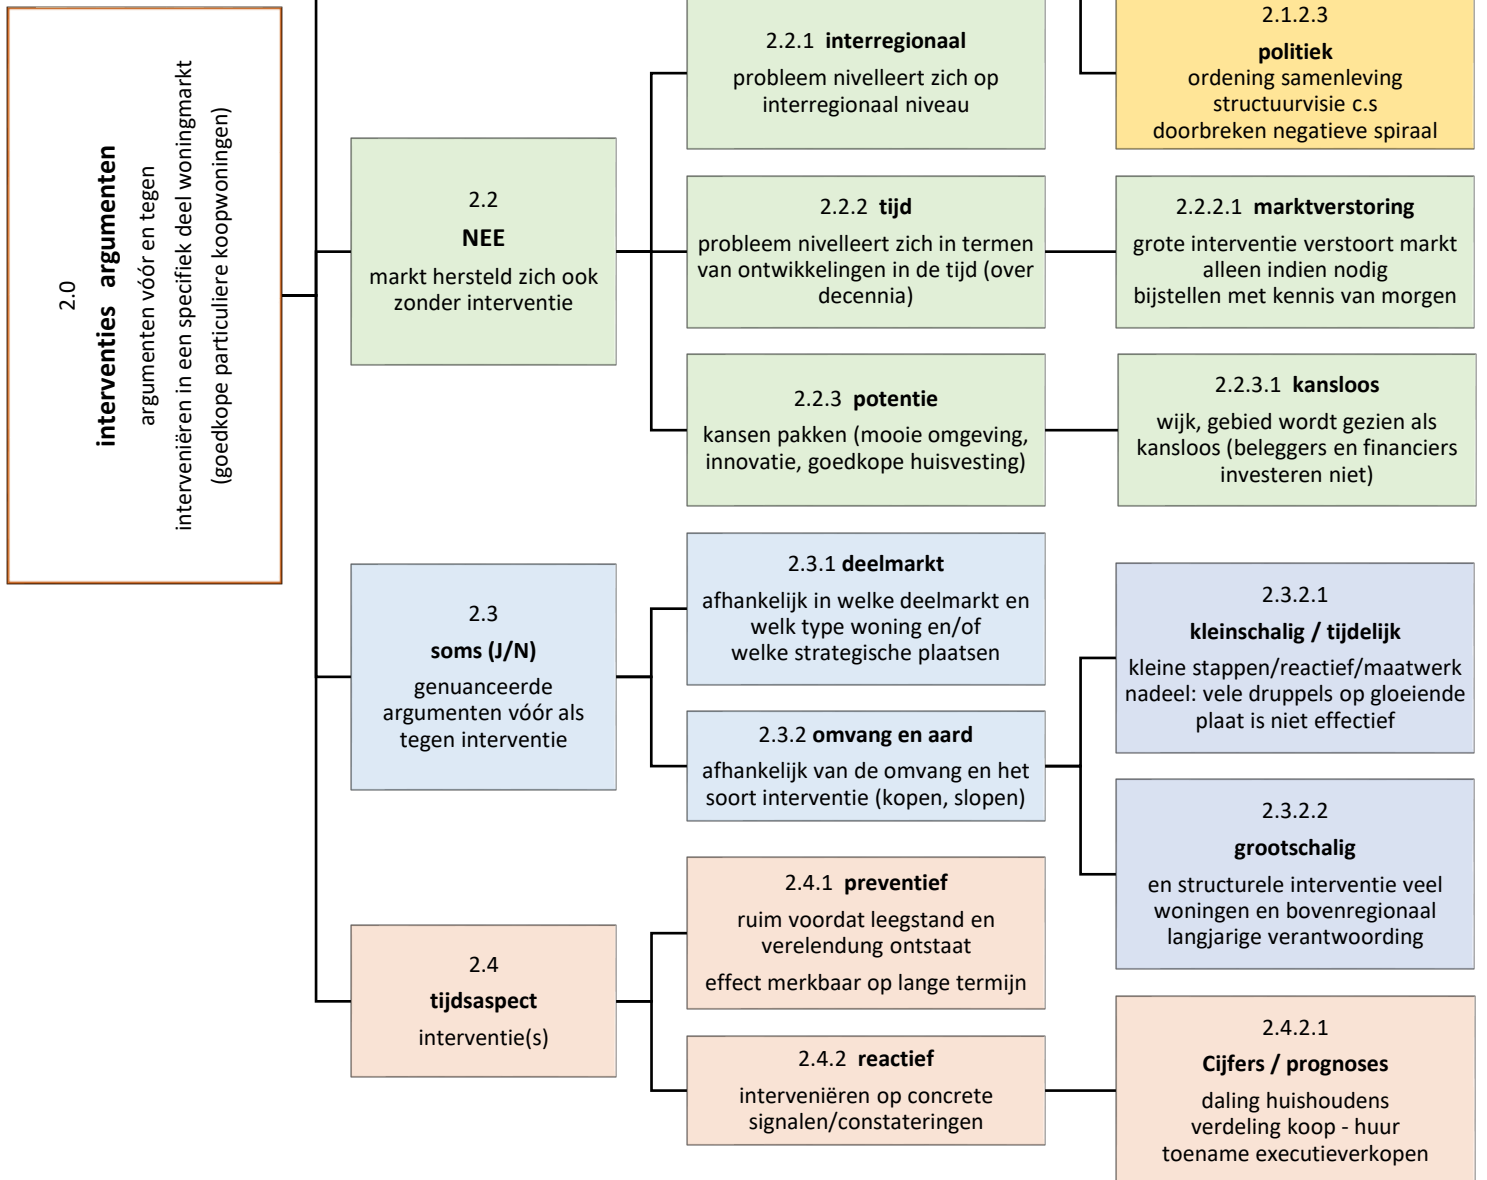 2.0
interventies argumenten
argumenten vóór en tegen
interveniëren in een specifiek deel woningmarkt
(goedkope particuliere koopwoningen)
2.2
NEE
markt hersteld zich ook
zonder interventie
2.2.1 interregionaal
probleem nivelleert zich op
interregionaal niveau
2.1.2.3
politiek
ordening samenleving
structuurvisie c.s
doorbreken negatieve spiraal
2.2.2 tijd
probleem nivelleert zich in termen
van ontwikkelingen in de tijd (over
decennia)
2.2.2.1 marktverstoring
grote interventie verstoort markt
alleen indien nodig
bijstellen met kennis van morgen
2.2.3 potentie
kansen pakken (mooie omgeving,
innovatie, goedkope huisvesting)
2.2.3.1 kansloos
wijk, gebied wordt gezien als
kansloos (beleggers en financiers
investeren niet)
2.3
soms (J/N)
genuanceerde
argumenten vóór als
tegen interventie
2.3.1 deelmarkt
afhankelijk in welke deelmarkt en
welk type woning en/of
welke strategische plaatsen
2.3.2 omvang en aard
afhankelijk van de omvang en het
soort interventie (kopen, slopen)
2.3.2.1
kleinschalig / tijdelijk
kleine stappen/reactief/maatwerk
nadeel: vele druppels op gloeiende
plaat is niet effectief
2.3.2.2
grootschalig
en structurele interventie veel
woningen en bovenregionaal
langjarige verantwoording
2.4
tijdsaspect
interventie(s)
2.4.1 preventief
ruim voordat leegstand en
verelendung ontstaat
effect merkbaar op lange termijn
2.4.2 reactief
interveniëren op concrete
signalen/constateringen
2.4.2.1
Cijfers / prognoses
daling huishoudens
verdeling koop - huur
toename executieverkopen